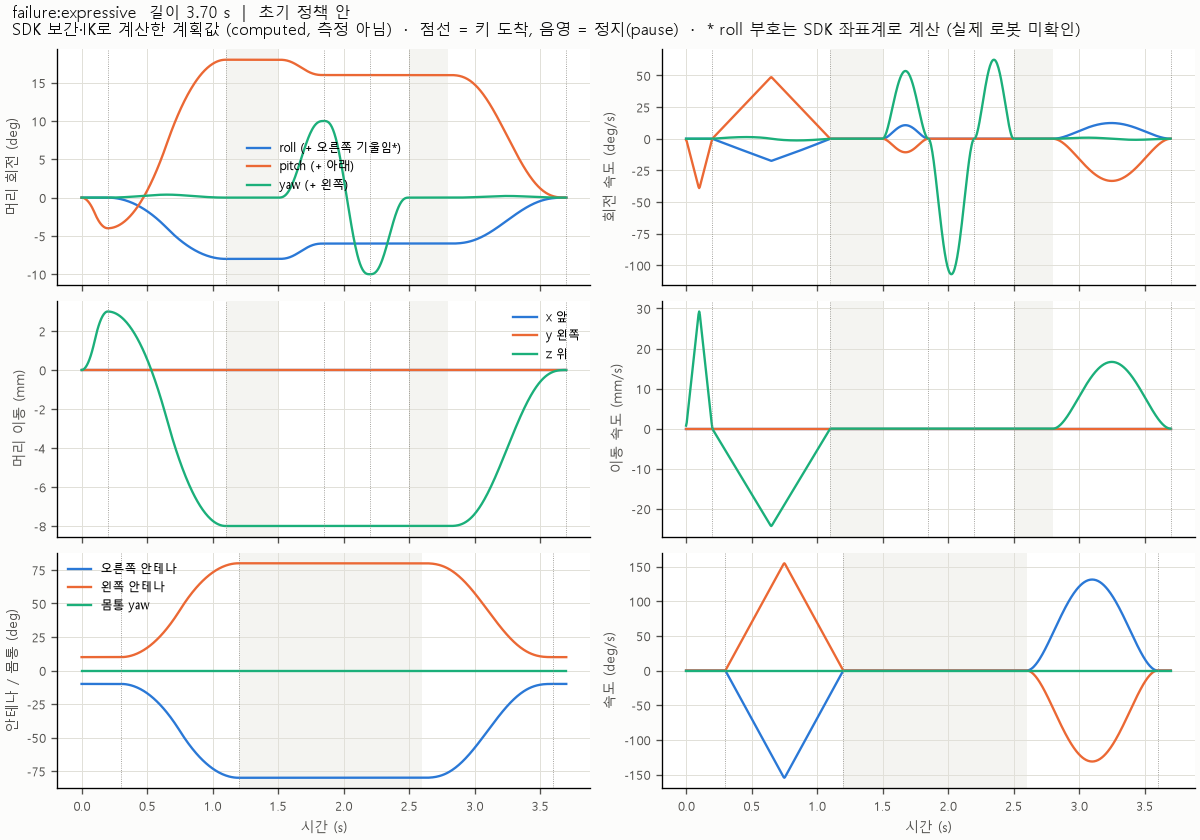 failure:expressive 길이 3.70 s | 초기 정책 안
SDK 보간·IK로 계산한 계획값 (computed, 측정 아님) · 점선 = 키 도착, 음영 = 정지(pause) · * roll 부호는 SDK 좌표계로 계산 (실제 로봇 미확인)
머리 회전 (deg)
15
10
5
0
-5
-10
roll (+ 오른쪽 기울임*)
pitch (+ 아래)
yaw (+ 왼쪽)
회전 속도 (deg/s)
50
25
0
-25
-50
-75
-100
머리 이동 (mm)
2
0
-2
-4
-6
-8
x 앞
y 왼쪽
z 위
이동 속도 (mm/s)
30
20
10
0
-10
-20
안테나 / 몸통 (deg)
75
50
25
0
-25
-50
-75
오른쪽 안테나
왼쪽 안테나
몸통 yaw
0.0 0.5 1.0 1.5 2.0 2.5 3.0 3.5
시간 (s)
속도 (deg/s)
150
100
50
0
-50
-100
-150
0.0 0.5 1.0 1.5 2.0 2.5 3.0 3.5
시간 (s)